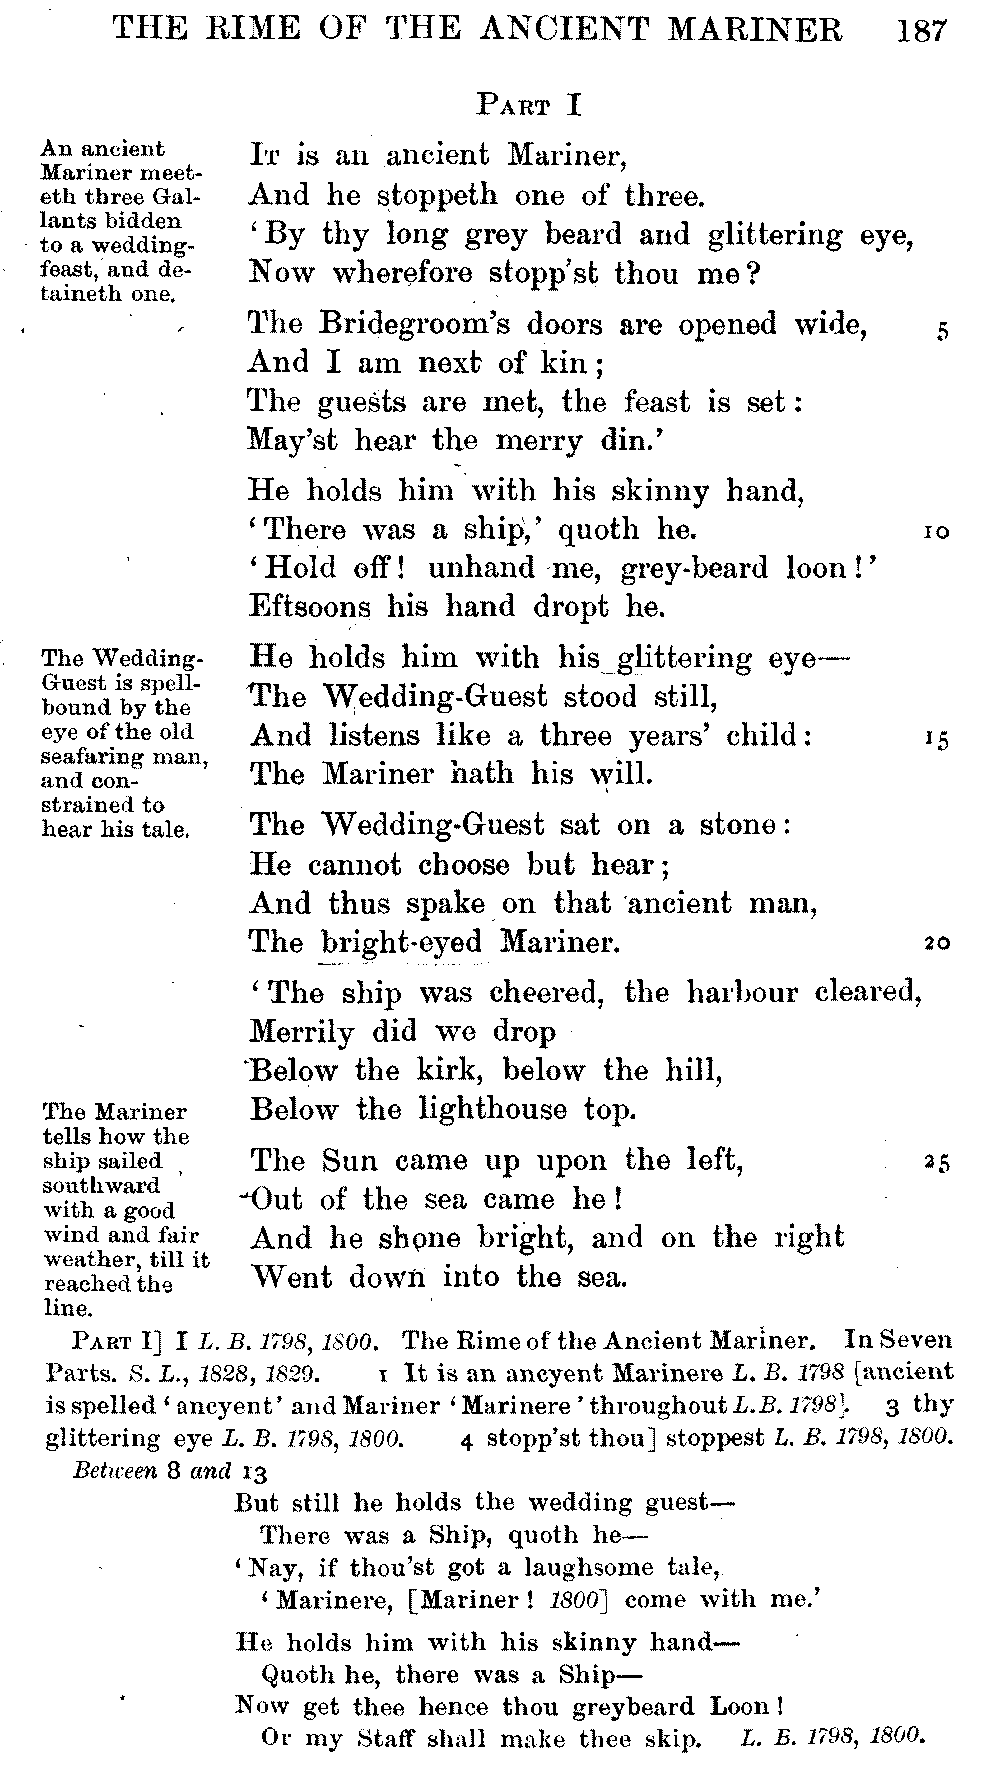 THE RIME OF THE ANCIENT MARINER 187
PART I
An ancient
Mariner meet-
eth three Gal-
lants bidden
to a wedding-
feast, and de-
taineth one.
IT is an ancient Mariner,
And he stoppeth one of three.
‘By thy long grey beard and glittering eye,
Now wherefore stopp’st thou me?
The Bridegroom’s doors are opened wide, 5
And I am next of kin;
The guests are met, the feast is set:
May’st hear the merry din.’
He holds him with his skinny hand,
‘There was a ship,’ quoth he. 10
‘Hold off! unhand me, grey-beard loon!’
Eftsoons his hand dropt he.
The Wedding-
Guest is spell-
bound by the
eye of the old
seafaring man,
and con-
strained to
hear his tale.
He holds him with his glittering eye—
The Wedding-Guest stood still,
And listens like a three years’ child: 15
The Mariner hath his will.
The Wedding-Guest sat on a stone:
He cannot choose but hear;
And thus spake on that ancient man,
The bright-eyed Mariner. 20
‘The ship was cheered, the harbour cleared,
Merrily did we drop
Below the kirk, below the hill,
Below the lighthouse top.
The Mariner
tells how the
ship sailed
southward
with a good
wind and fair
weather, till it
reached the
line.
The Sun came up upon the left, 25
Out of the sea came he!
And he shone bright, and on the right
Went down into the sea.
PART I] I L. B. 1798, 1800. The Rime of the Ancient Mariner. In Seven
Parts. S. L., 1828, 1829. 1 It is an ancyent Marinere L. B. 1798 [ancient
is spelled ‘ancyent’ and Mariner ‘Marinere’ throughout L. B. 1798]. 3 thy
glittering eye L. B. 1798, 1800. 4 stopp’st thou] stoppest L. B. 1798, 1800.
Between 8 and 13
But still he holds the wedding guest—
There was a Ship, quoth he—
‘Nay, if thou’st got a laughsome tale,
‘Marinere, [Mariner! 1800] come with me.’
He holds him with his skinny hand—
Quoth he, there was a Ship—
Now get thee hence thou greybeard Loon!
Or my Staff shall make thee skip. L. B. 1798, 1800.